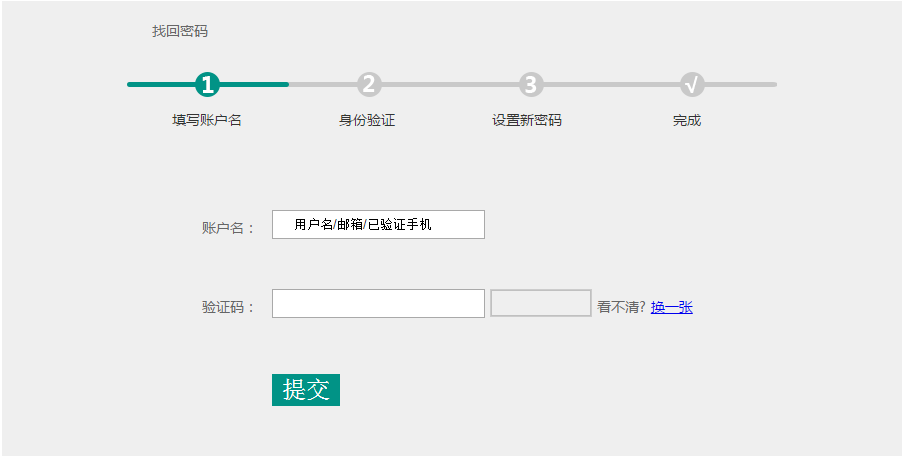 找回密码
1 2 3 √
填写账户名 身份验证 设置新密码 完成
账户名： 用户名/邮箱/已验证手机
验证码： 看不清? 换一张
提交